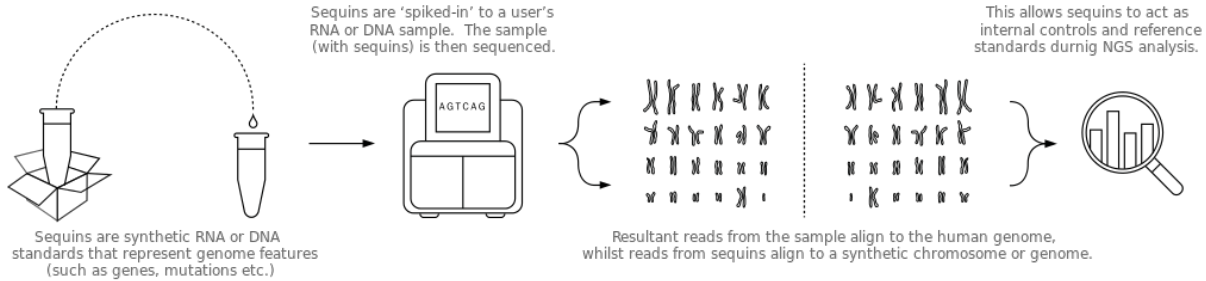 Sequins are synthetic RNA or DNA
standards that represent genome features
(such as genes, mutations etc.)
Sequins are ‘spiked-in’ to a user’s
RNA or DNA sample. The sample
(with sequins) is then sequenced.
AGTCAG
Resultant reads from the sample align to the human genome,
whilst reads from sequins align to a synthetic chromosome or genome.
This allows sequins to act as
internal controls and reference
standards durnig NGS analysis.